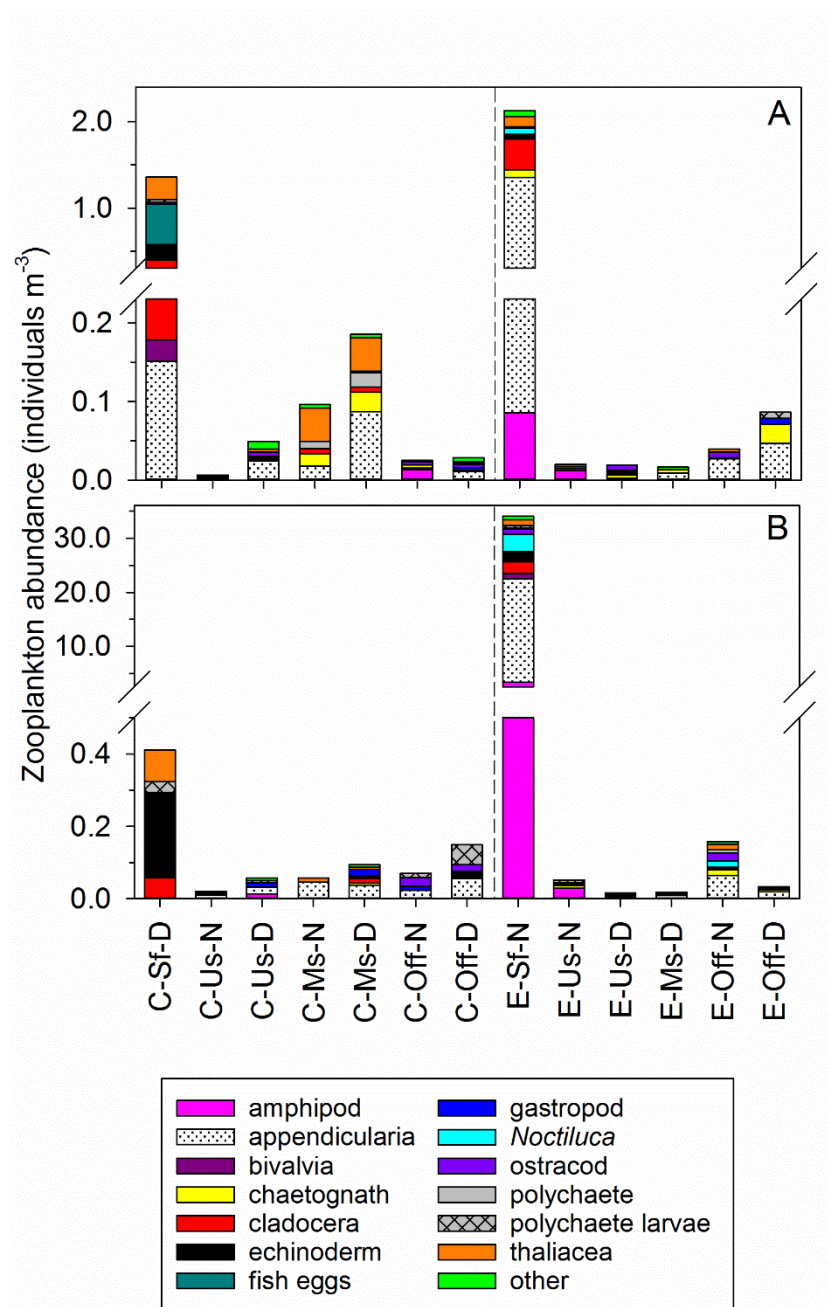 A
2.0
1.0
0.2
0.1
0.0
B
30.0
20.0
10.0
0.4
0.2
0.0
Zooplankton abundance (individuals m⁻³)
C-Sf-D
C-Us-N
C-Us-D
C-Ms-N
C-Ms-D
C-Off-N
C-Off-D
E-Sf-N
E-Us-N
E-Us-D
E-Ms-D
E-Off-N
E-Off-D
amphipod
appendicularia
bivalvia
chaetognath
cladocera
echinoderm
fish eggs
gastropod
Noctiluca
ostracod
polychaete
polychaete larvae
thaliacea
other